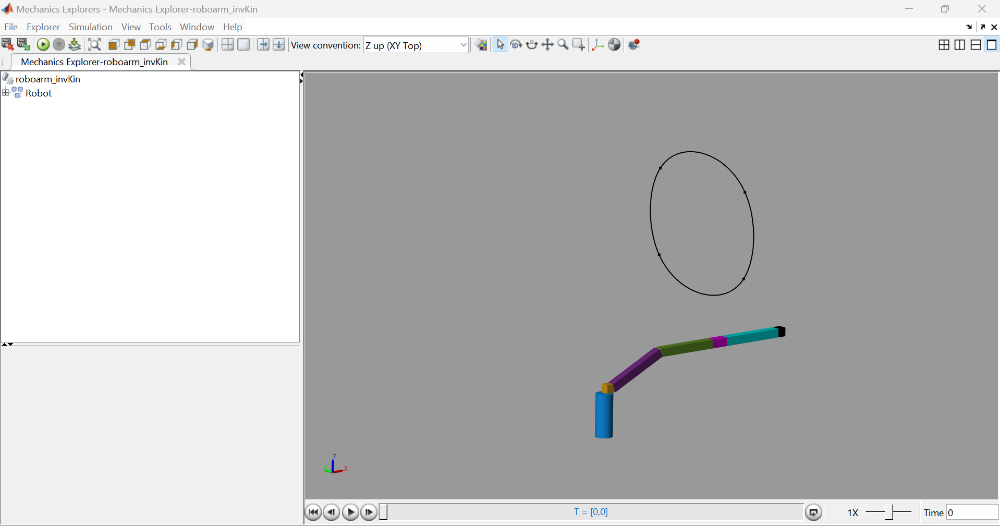 Mechanics Explorers - Mechanics Explorer-roboarm_invKin
File Explorer Simulation View Tools Window Help
View convention: Z up (XY Top)
Mechanics Explorer-roboarm_invKin
roboarm_invKin
Robot
Z
X
T = [0,0]
1X
Time 0